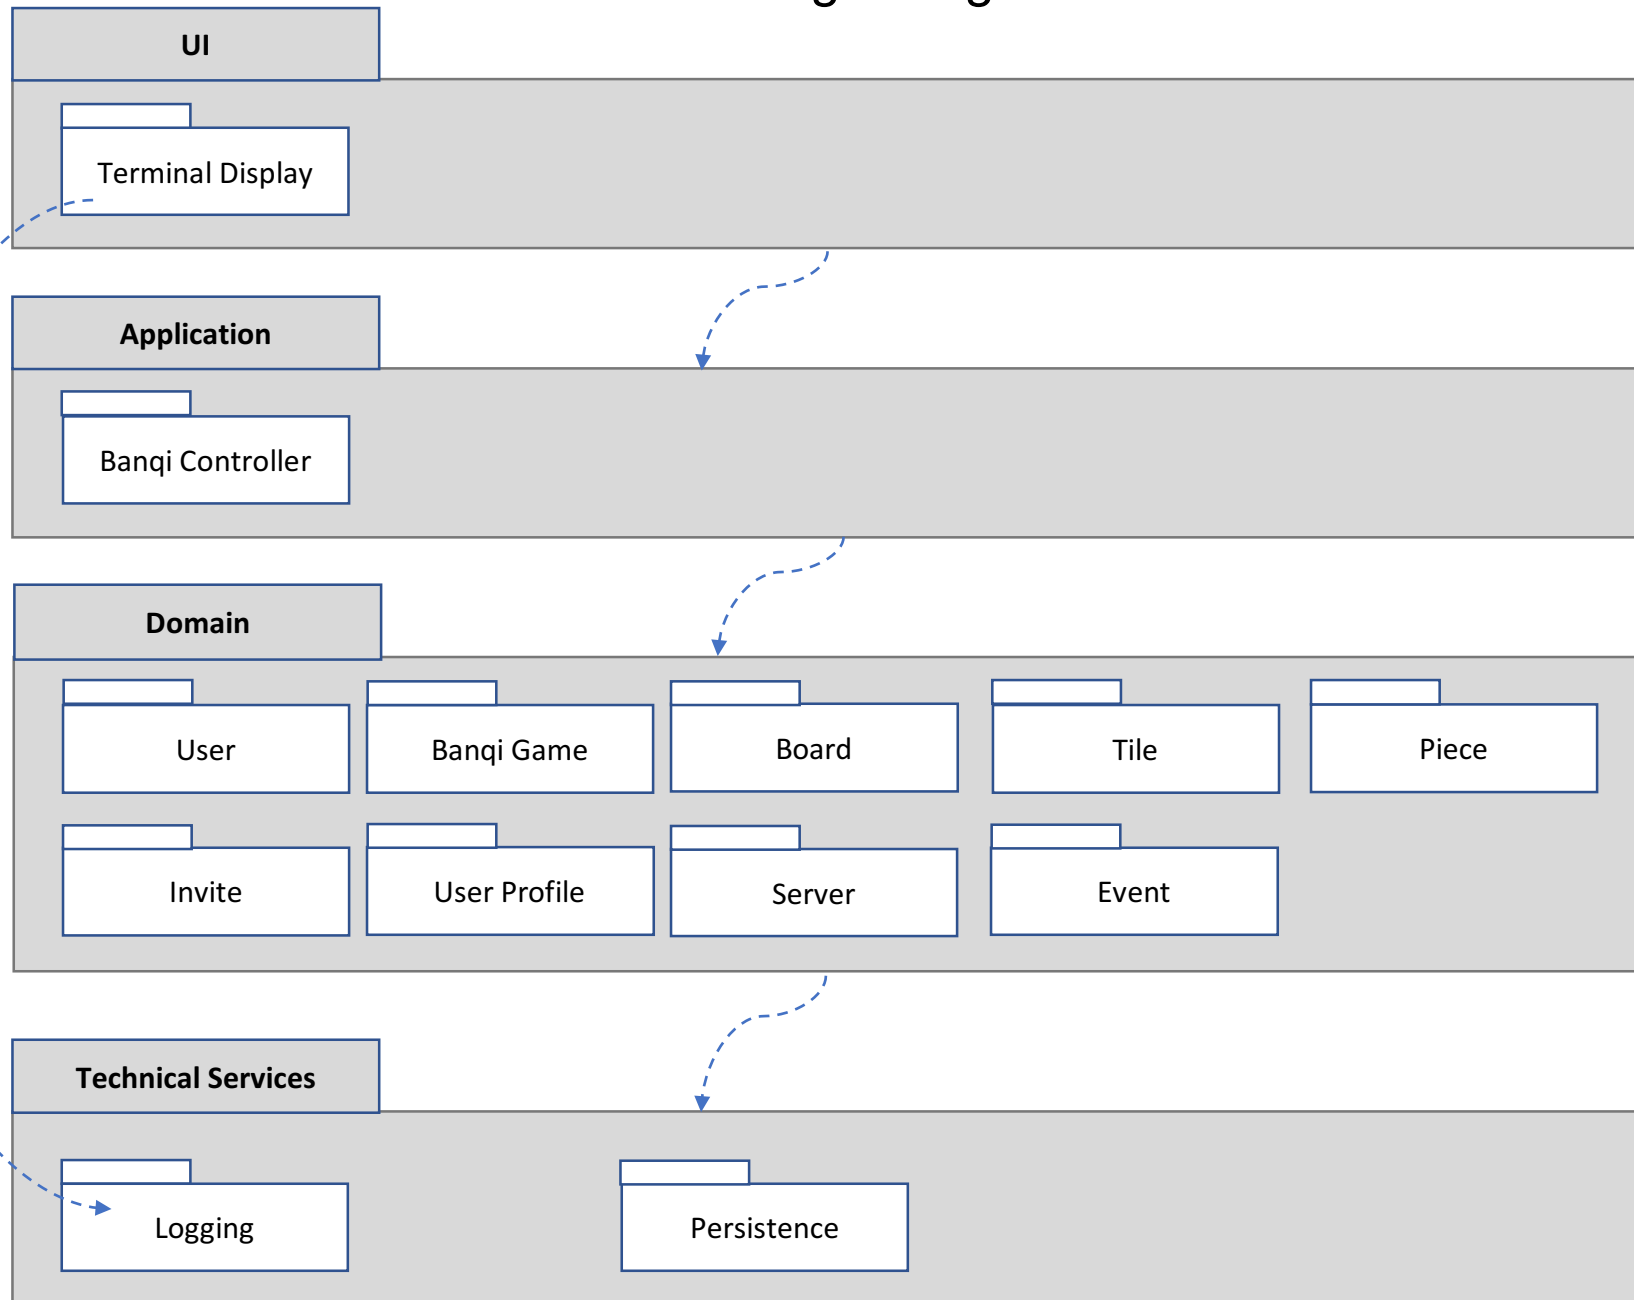 UI
Terminal Display
Application
Banqi Controller
Domain
User
Banqi Game
Board
Tile
Piece
Invite
User Profile
Server
Event
Technical Services
Logging
Persistence